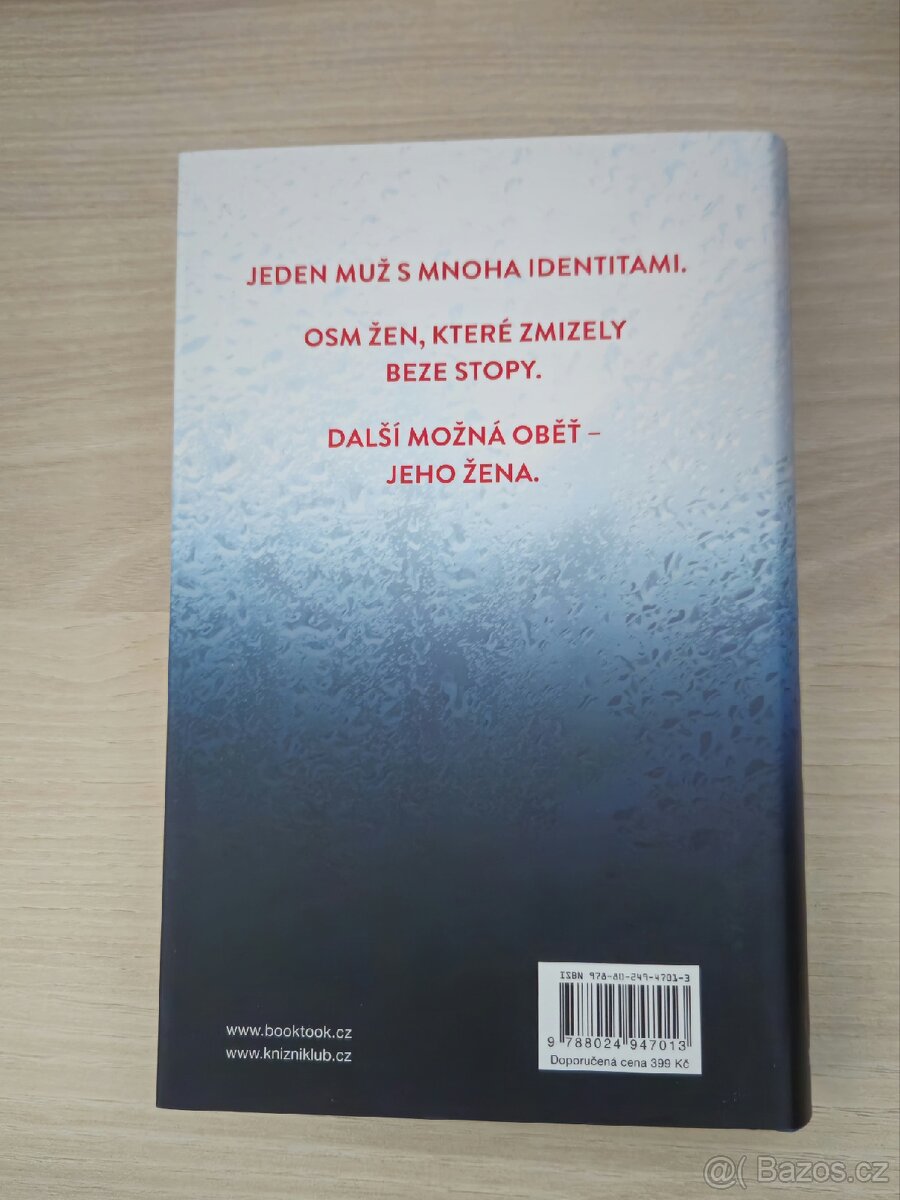 JEDEN MUŽ S MNOHA IDENTITAMI.
OSM ŽEN, KTERÉ ZMIZELY
BEZE STOPY.
DALŠÍ MOŽNÁ OBĚŤ –
JEHO ŽENA.
www.booktook.cz
www.knizniklub.cz
ISBN 978-80-249-4701-3
9 788024 947013
Doporučená cena 399 Kč
@( Bazos.cz